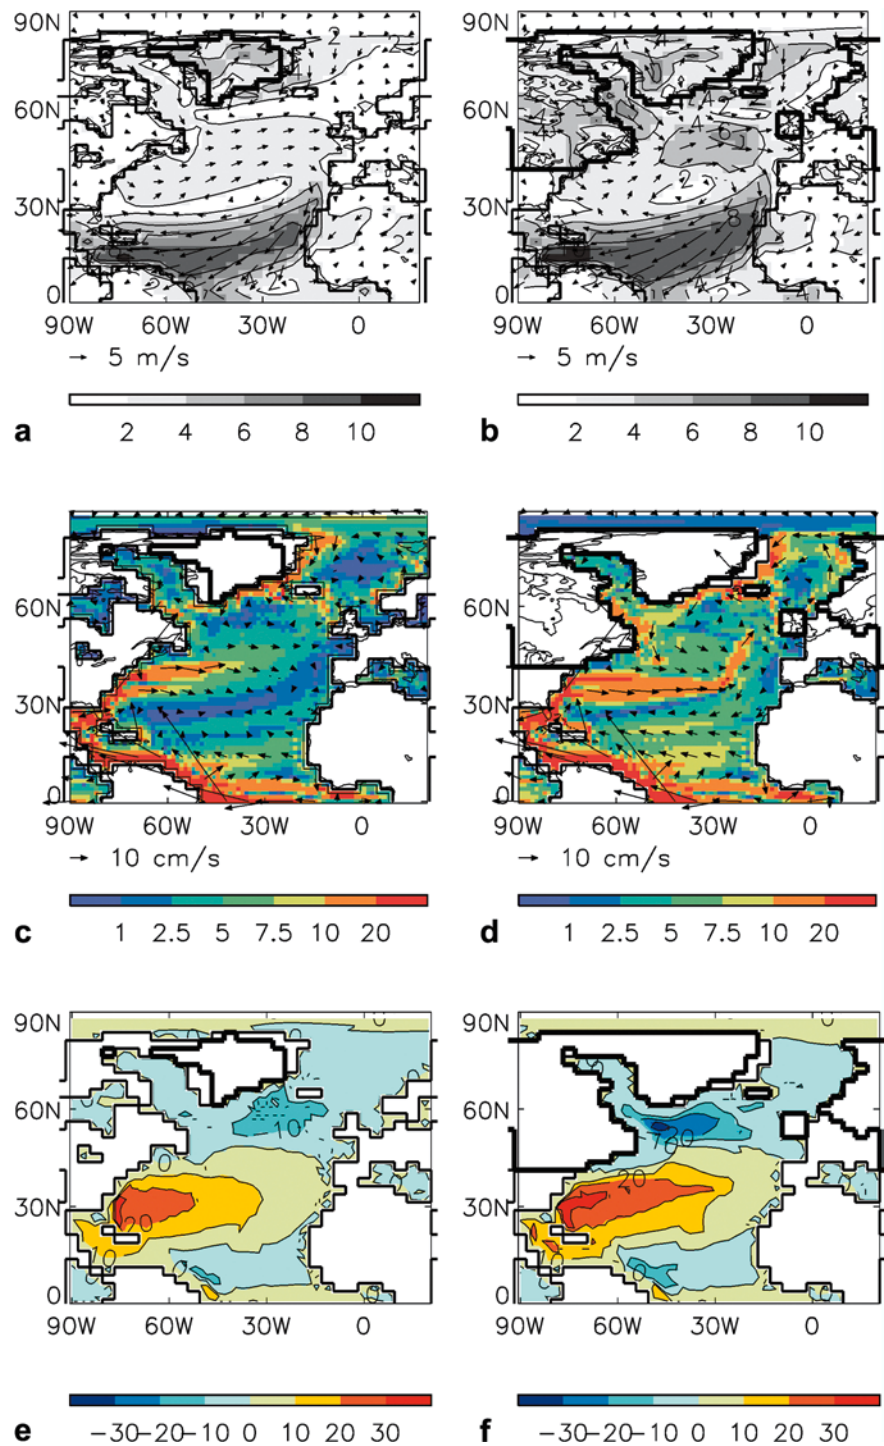 90N 90N
60N 60N
30N 30N
0 0
90W 60W 30W 0 90W 60W 30W 0
5 m/s 5 m/s
2 4 6 8 10 2 4 6 8 10
a b
60N 60N
30N 30N
0 0
90W 60W 30W 0 90W 60W 30W 0
10 cm/s 10 cm/s
1 2.5 5 7.5 10 20 1 2.5 5 7.5 10 20
c d
90N 90N
60N 60N
30N 30N
0 0
90W 60W 30W 0 90W 60W 30W 0
−30−20−10 0 10 20 30 −30−20−10 0 10 20 30
e f